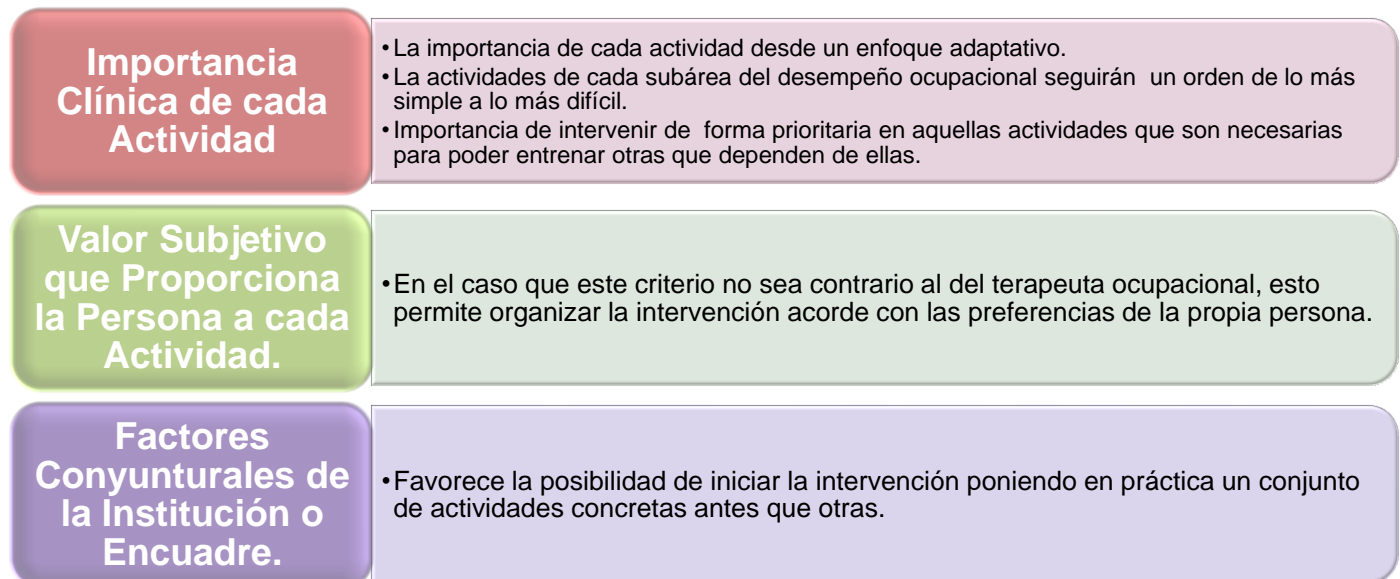 Importancia
Clínica de cada
Actividad
•La importancia de cada actividad desde un enfoque adaptativo.
•La actividades de cada subárea del desempeño ocupacional seguirán un orden de lo más
simple a lo más difícil.
•Importancia de intervenir de forma prioritaria en aquellas actividades que son necesarias
para poder entrenar otras que dependen de ellas.
Valor Subjetivo
que Proporciona
la Persona a cada
Actividad.
•En el caso que este criterio no sea contrario al del terapeuta ocupacional, esto
permite organizar la intervención acorde con las preferencias de la propia persona.
Factores
Conyunturales de
la Institución o
Encuadre.
•Favorece la posibilidad de iniciar la intervención poniendo en práctica un conjunto
de actividades concretas antes que otras.